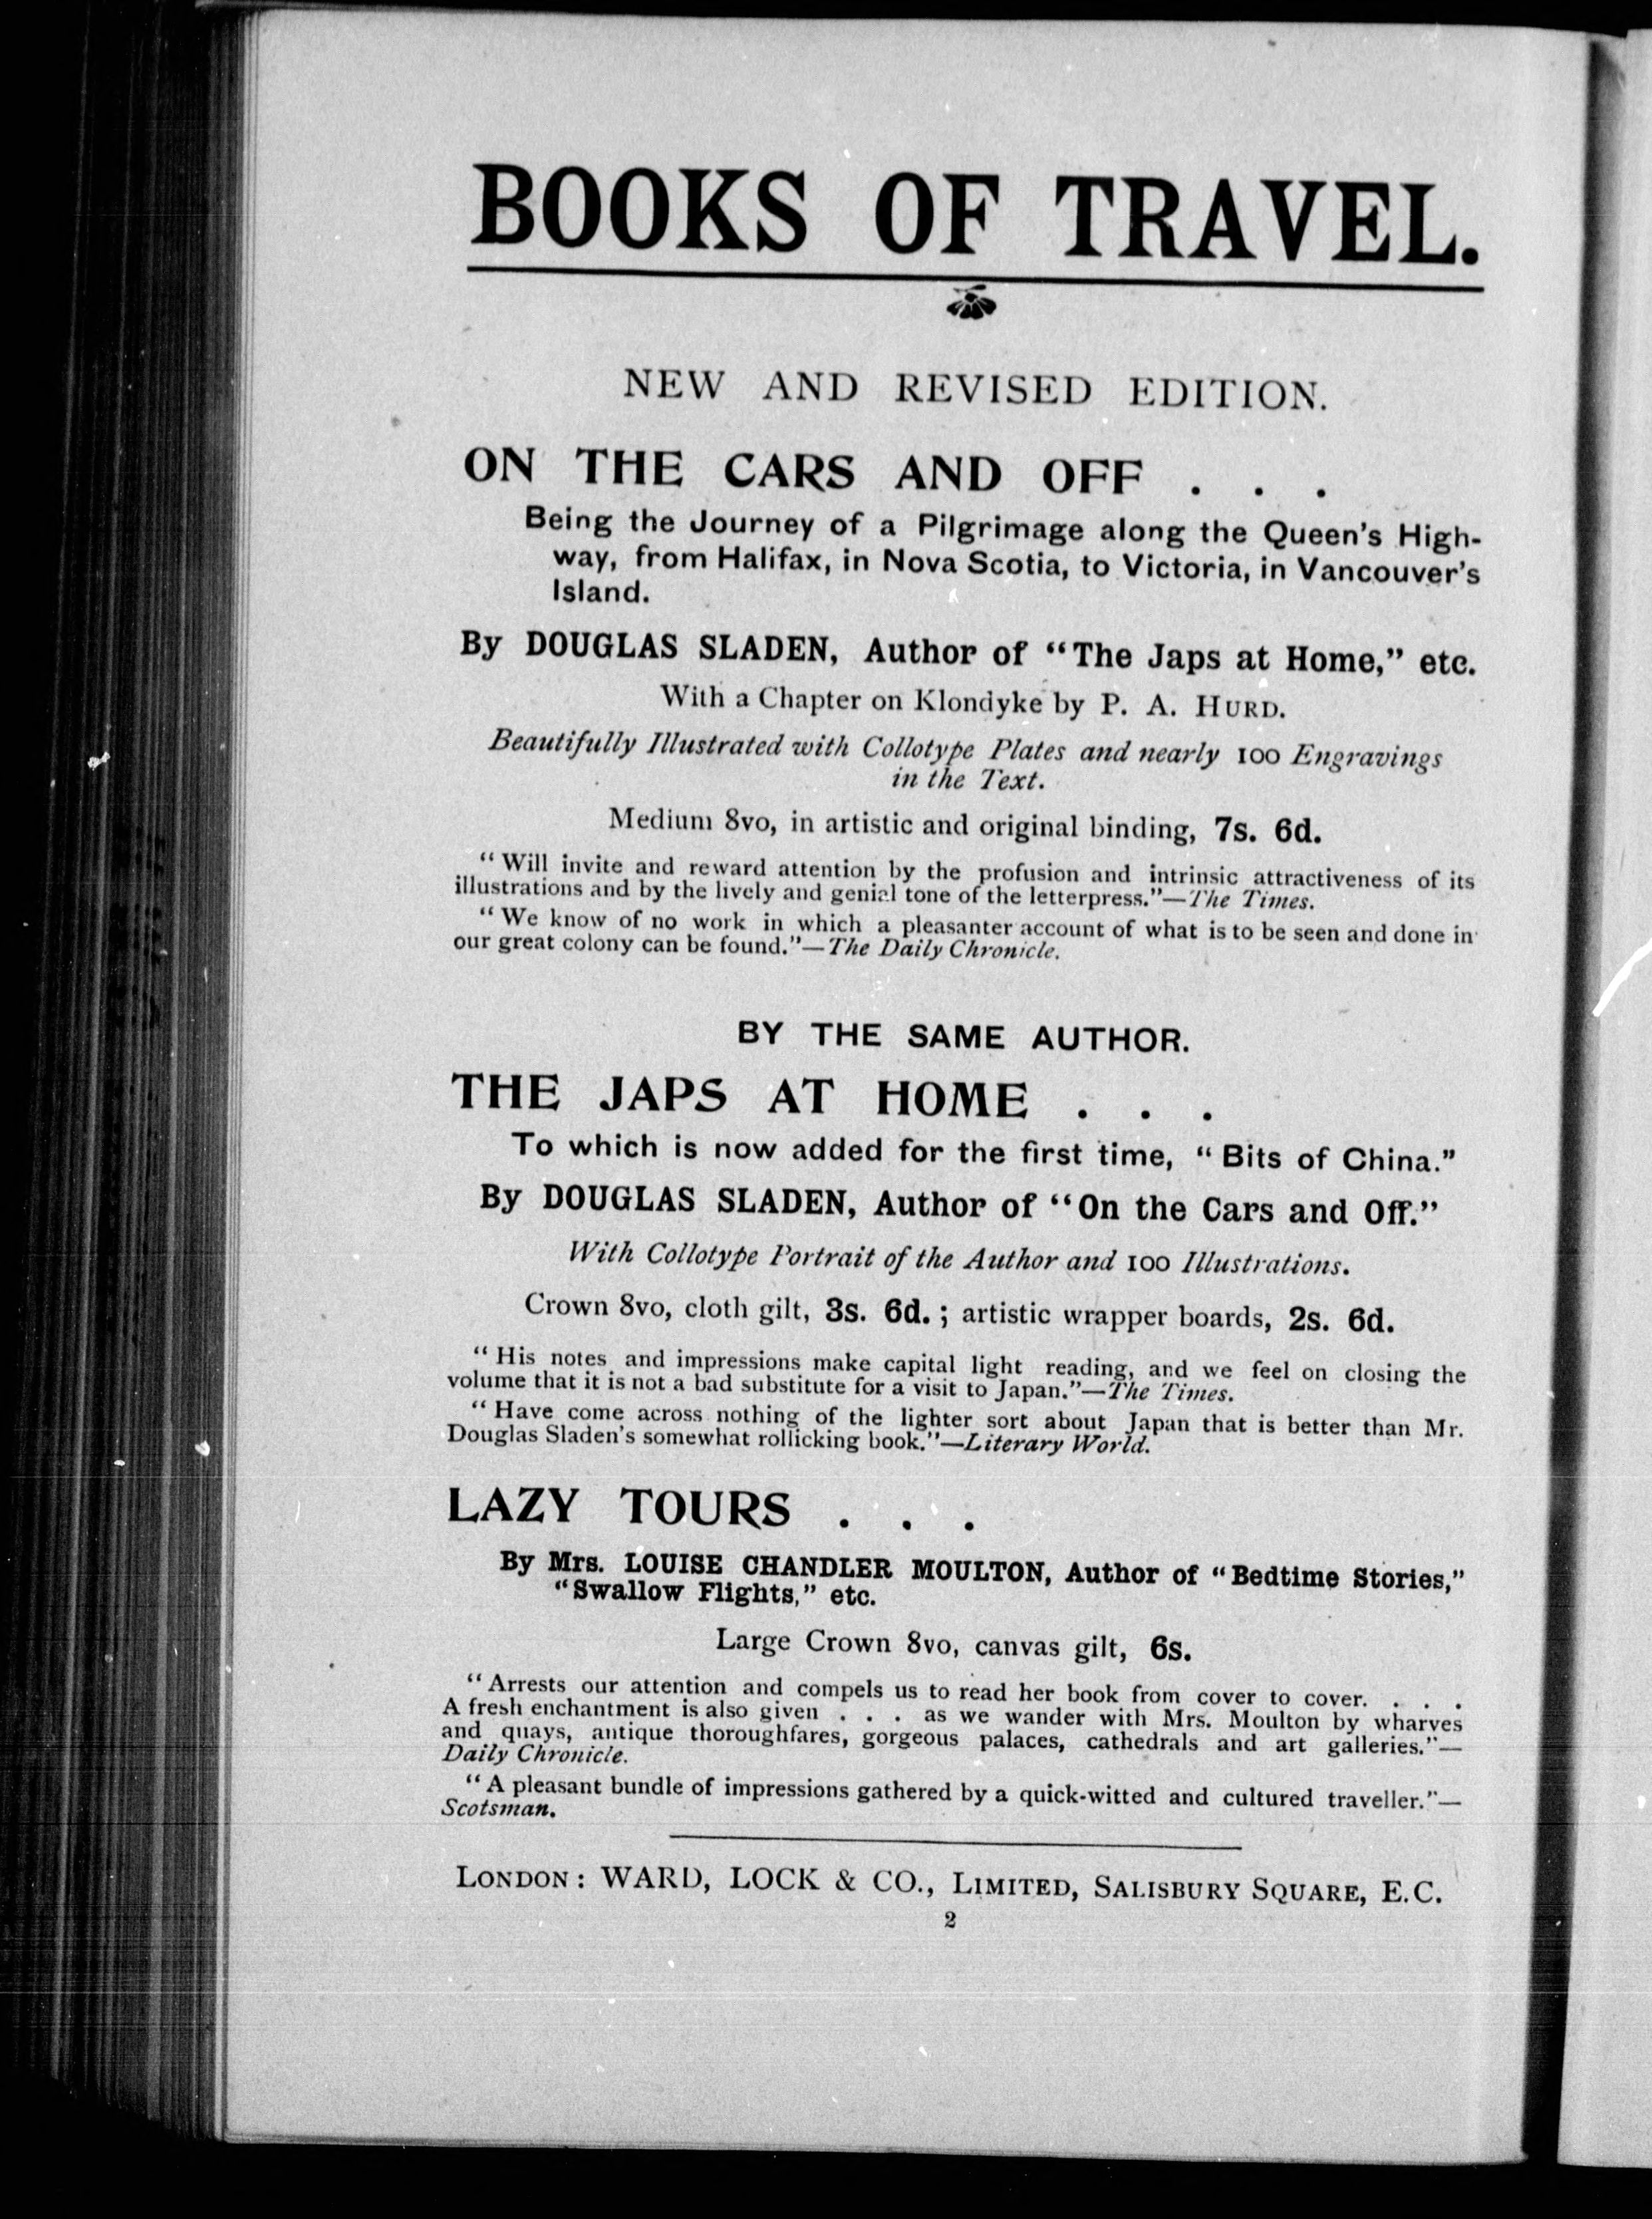 BOOKS OF TRAVEL.
NEW AND REVISED EDITION.
ON THE CARS AND OFF . . .
Being the Journey of a Pilgrimage along the Queen's High-
way, from Halifax, in Nova Scotia, to Victoria, in Vancouver's
Island.
By DOUGLAS SLADEN, Author of "The Japs at Home," etc.
With a Chapter on Klondyke by P. A. HURD.
Beautifully Illustrated with Collotype Plates and nearly 100 Engravings
in the Text.
Medium 8vo, in artistic and original binding, 7s. 6d.
"Will invite and reward attention by the profusion and intrinsic attractiveness of its
illustrations and by the lively and genial tone of the letterpress."—The Times.
"We know of no work in which a pleasanter account of what is to be seen and done in
our great colony can be found."—The Daily Chronicle.
BY THE SAME AUTHOR.
THE JAPS AT HOME . . .
To which is now added for the first time, "Bits of China."
By DOUGLAS SLADEN, Author of "On the Cars and Off."
With Collotype Portrait of the Author and 100 Illustrations.
Crown 8vo, cloth gilt, 3s. 6d. ; artistic wrapper boards, 2s. 6d.
"His notes and impressions make capital light reading, and we feel on closing the
volume that it is not a bad substitute for a visit to Japan."—The Times.
"Have come across nothing of the lighter sort about Japan that is better than Mr.
Douglas Sladen's somewhat rollicking book."—Literary World.
LAZY TOURS . . .
By Mrs. LOUISE CHANDLER MOULTON, Author of "Bedtime Stories,"
"Swallow Flights," etc.
Large Crown 8vo, canvas gilt, 6s.
"Arrests our attention and compels us to read her book from cover to cover. . . .
A fresh enchantment is also given . . . as we wander with Mrs. Moulton by wharves
and quays, antique thoroughfares, gorgeous palaces, cathedrals and art galleries."—
Daily Chronicle.
"A pleasant bundle of impressions gathered by a quick-witted and cultured traveller."—
Scotsman.
LONDON: WARD, LOCK & CO., LIMITED, SALISBURY SQUARE, E.C.
2